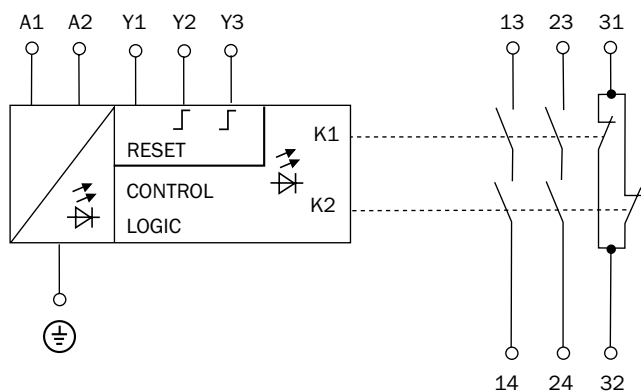 A1 A2 Y1 Y2 Y3 13 23 31
K1
RESET
CONTROL
K2
LOGIC
14 24 32